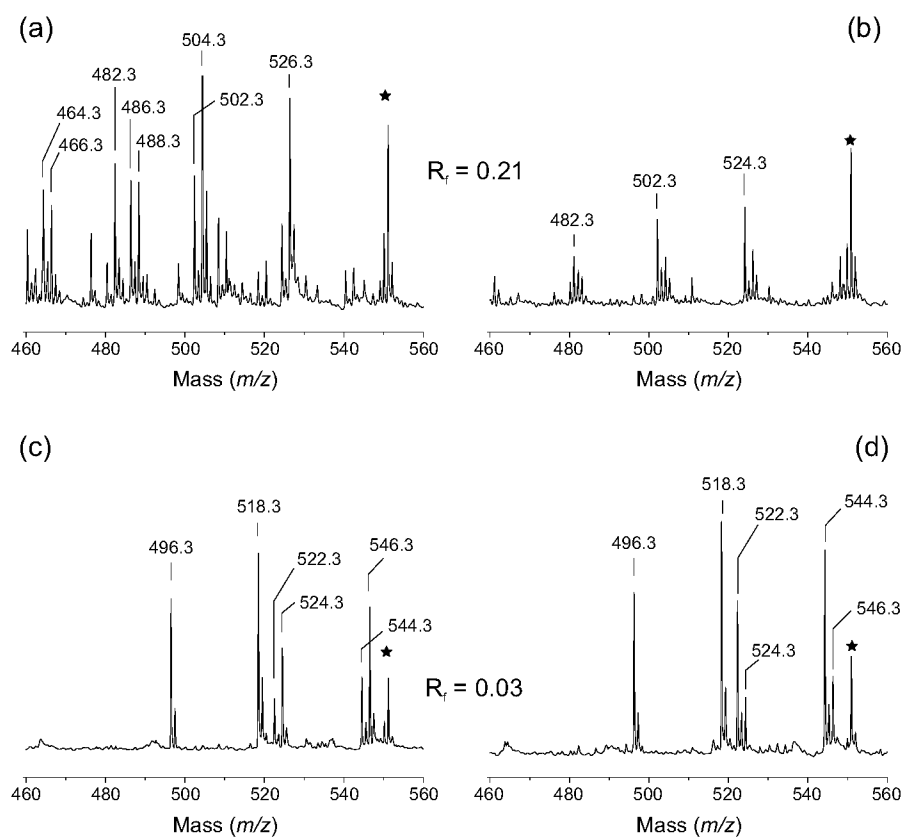 (a)
464.3
466.3
482.3
486.3
488.3
504.3
502.3
526.3
★
460 480 500 520 540 560
Mass (m/z)
R_f = 0.21
(b)
482.3
502.3
524.3
★
460 480 500 520 540 560
Mass (m/z)
(c)
496.3
518.3
522.3
524.3
546.3
544.3
★
460 480 500 520 540 560
Mass (m/z)
R_f = 0.03
(d)
496.3
518.3
522.3
524.3
544.3
546.3
★
460 480 500 520 540 560
Mass (m/z)